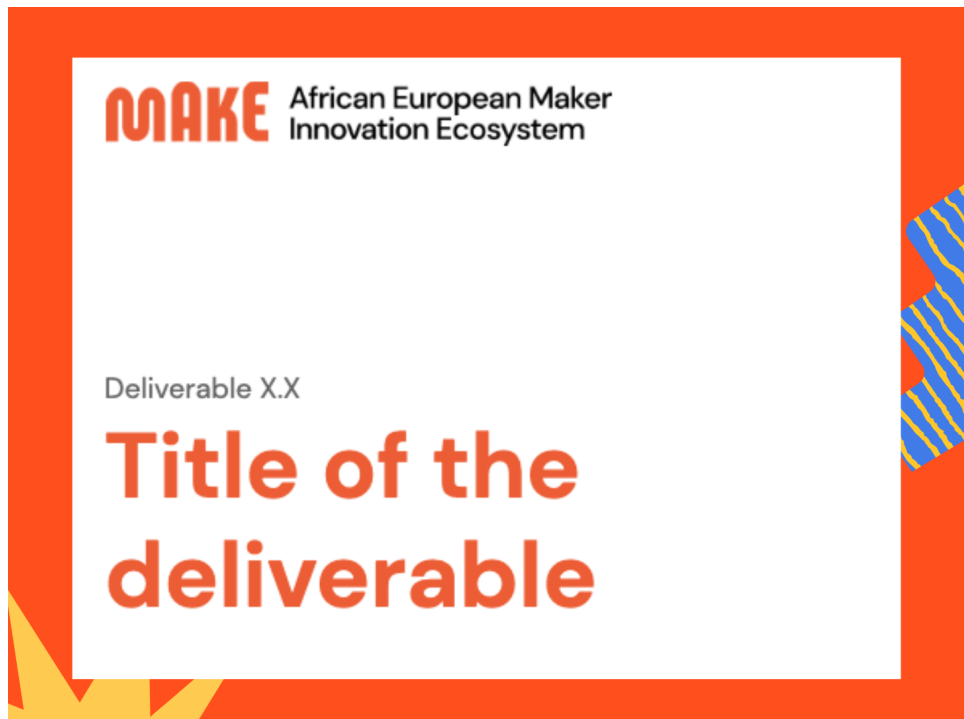 MAKE
African European Maker
Innovation Ecosystem
Deliverable X.X
Title of the
deliverable